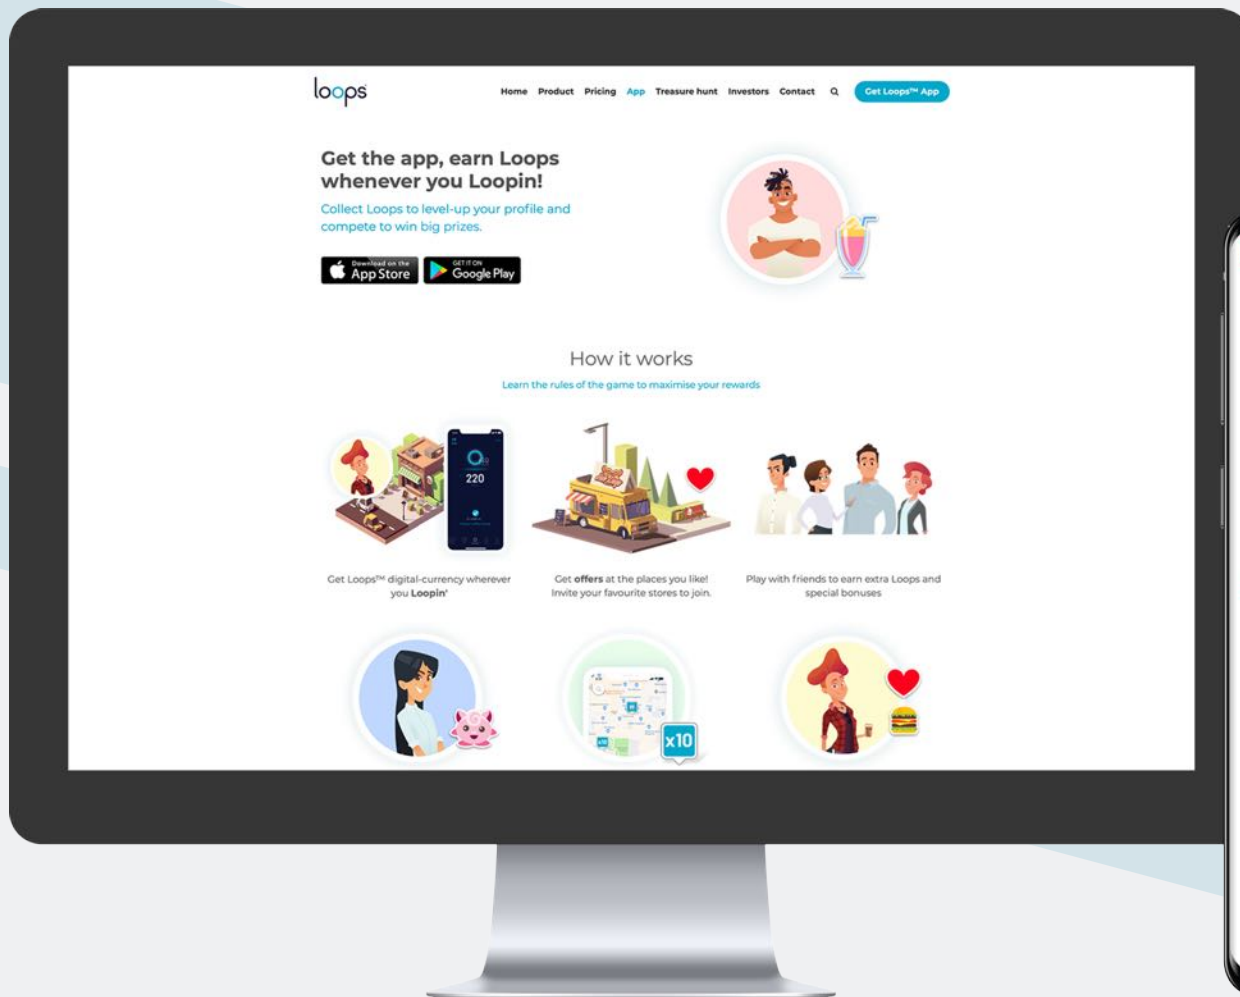 loops
Home Product Pricing App Treasure hunt Investors Contact
Get Loops™ App
Get the app, earn Loops
whenever you Loopin!
Collect Loops to level-up your profile and
compete to win big prizes.
Download on the
App Store
GET IT ON
Google Play
How it works
Learn the rules of the game to maximise your rewards
220
Get Loops™ digital-currency wherever
you Loopin'
Get offers at the places you like!
Invite your favourite stores to join.
Play with friends to earn extra Loops and
special bonuses
x10
x10